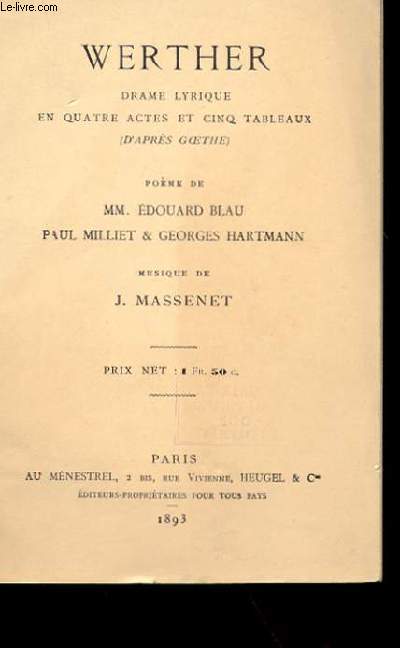 Le-livre.com
WERTHER
DRAME LYRIQUE
EN QUATRE ACTES ET CINQ TABLEAUX
(D'APRÈS GŒTHE)
POÈME DE
MM. ÉDOUARD BLAU
PAUL MILLIET & GEORGES HARTMANN
MUSIQUE DE
J. MASSENET
PRIX NET : 1 FR. 50 C.
PARIS
AU MÉNESTREL, 2 BIS, RUE VIVIENNE, HEUGEL & Cie
ÉDITEURS-PROPRIÉTAIRES POUR TOUS PAYS
1893